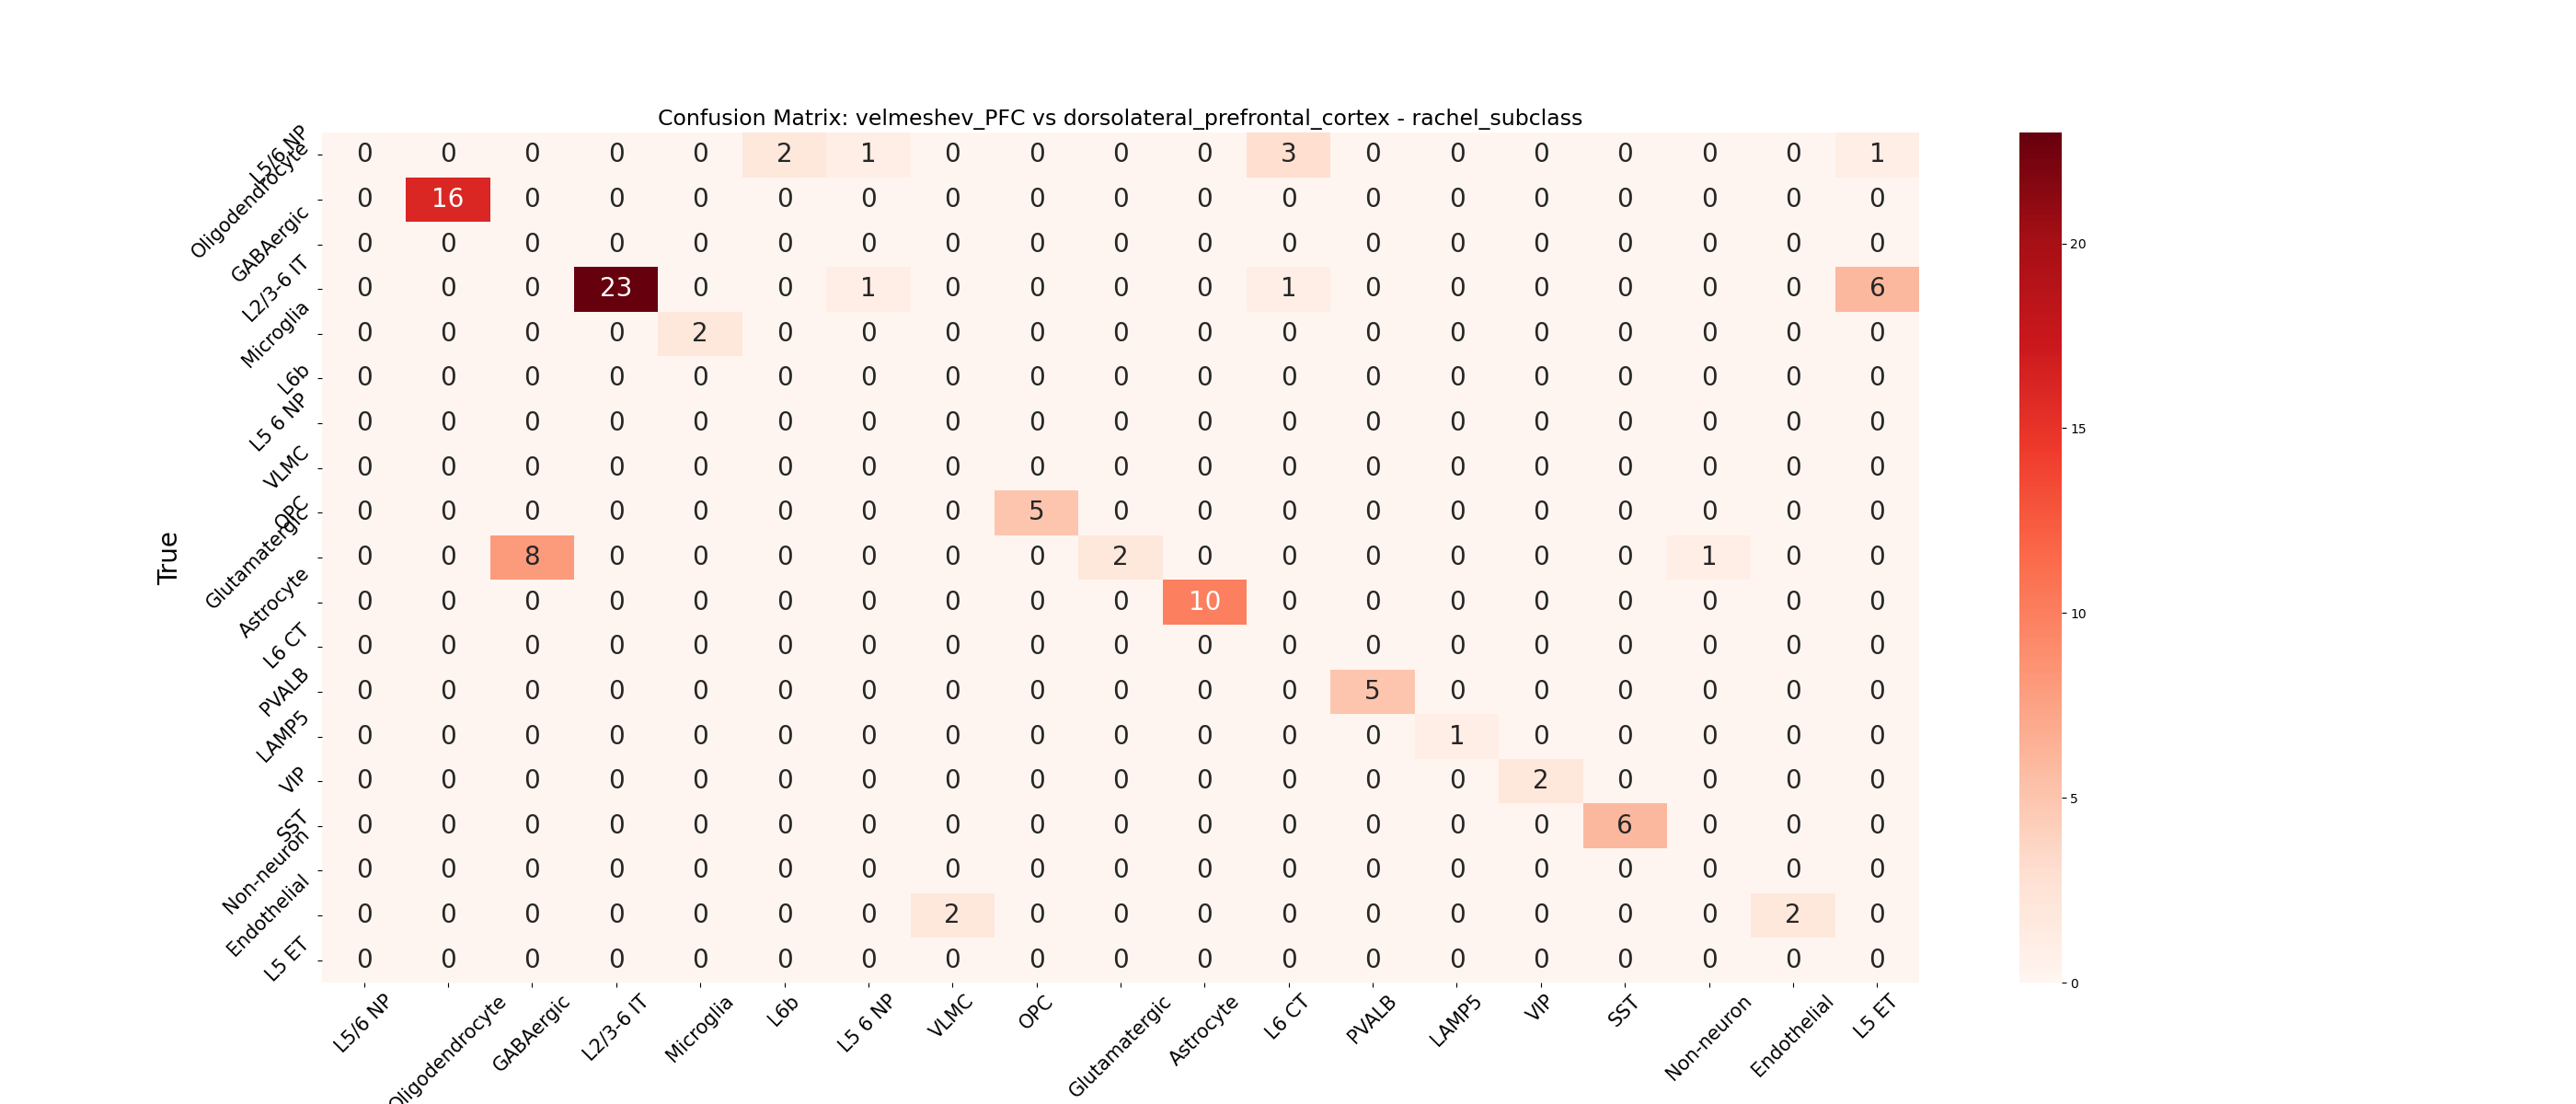 Confusion Matrix: velmeshev_PFC vs dorsolateral_prefrontal_cortex - rachel_subclass
True
L5/6 NP 0 0 0 0 0 2 1 0 0 0 0 3 0 0 0 0 0 0 1
Oligodendrocyte 0 16 0 0 0 0 0 0 0 0 0 0 0 0 0 0 0 0 0
GABAergic 0 0 0 0 0 0 0 0 0 0 0 0 0 0 0 0 0 0 0
L2/3-6 IT 0 0 0 23 0 0 1 0 0 0 0 1 0 0 0 0 0 0 6
Microglia 0 0 0 0 2 0 0 0 0 0 0 0 0 0 0 0 0 0 0
L6b 0 0 0 0 0 0 0 0 0 0 0 0 0 0 0 0 0 0 0
L5 6 NP 0 0 0 0 0 0 0 0 0 0 0 0 0 0 0 0 0 0 0
VLMC 0 0 0 0 0 0 0 0 0 0 0 0 0 0 0 0 0 0 0
OPC 0 0 0 0 0 0 0 0 5 0 0 0 0 0 0 0 0 0 0
Glutamatergic 0 0 8 0 0 0 0 0 0 2 0 0 0 0 0 0 1 0 0
Astrocyte 0 0 0 0 0 0 0 0 0 0 10 0 0 0 0 0 0 0 0
L6 CT 0 0 0 0 0 0 0 0 0 0 0 0 0 0 0 0 0 0 0
PVALB 0 0 0 0 0 0 0 0 0 0 0 0 5 0 0 0 0 0 0
LAMP5 0 0 0 0 0 0 0 0 0 0 0 0 0 1 0 0 0 0 0
VIP 0 0 0 0 0 0 0 0 0 0 0 0 0 0 2 0 0 0 0
SST 0 0 0 0 0 0 0 0 0 0 0 0 0 0 0 6 0 0 0
Non-neuron 0 0 0 0 0 0 0 0 0 0 0 0 0 0 0 0 0 0 0
Endothelial 0 0 0 0 0 0 0 2 0 0 0 0 0 0 0 0 0 2 0
L5 ET 0 0 0 0 0 0 0 0 0 0 0 0 0 0 0 0 0 0 0
L5/6 NP Oligodendrocyte GABAergic L2/3-6 IT Microglia L6b L5 6 NP VLMC OPC Glutamatergic Astrocyte L6 CT PVALB LAMP5 VIP SST Non-neuron Endothelial L5 ET
20
15
10
5
0